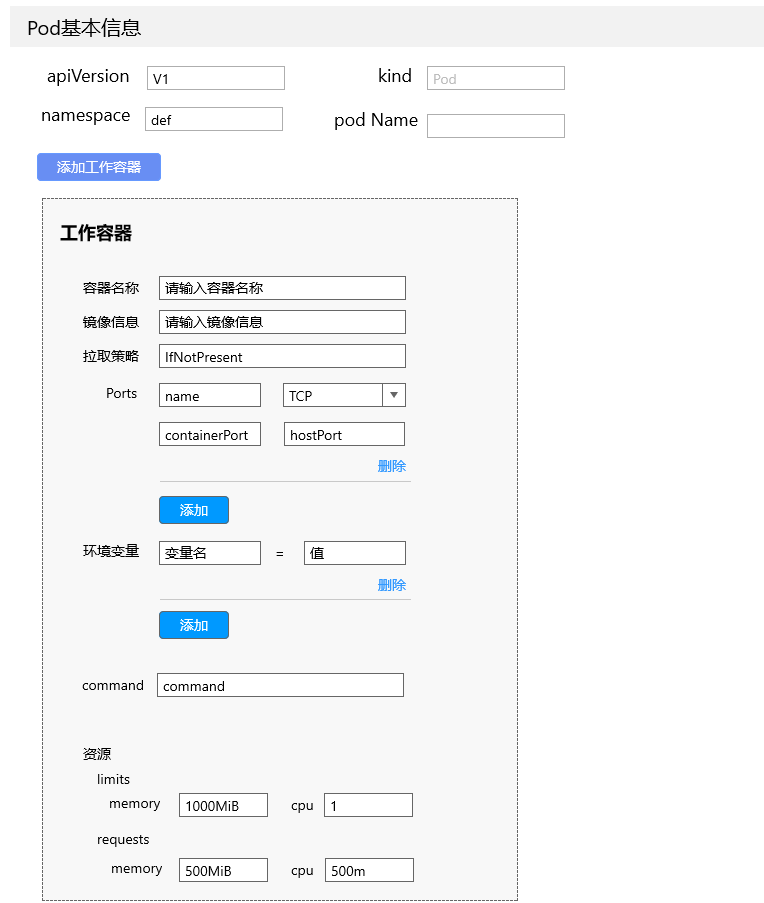 Pod基本信息
apiVersion V1 kind Pod
namespace def pod Name
添加工作容器
工作容器
容器名称 请输入容器名称
镜像信息 请输入镜像信息
拉取策略 IfNotPresent
Ports name TCP
containerPort hostPort
删除
添加
环境变量 变量名 = 值
删除
添加
command command
资源
limits
memory 1000MiB cpu 1
requests
memory 500MiB cpu 500m